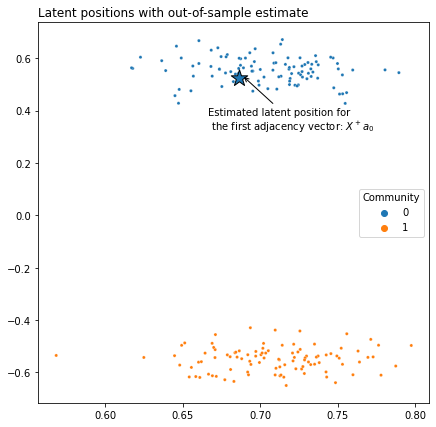 Latent positions with out-of-sample estimate
0.6
0.4
Estimated latent position for
the first adjacency vector: X⁺a₀
0.2
Community
0
1
0.0
−0.2
−0.4
−0.6
0.60 0.65 0.70 0.75 0.80